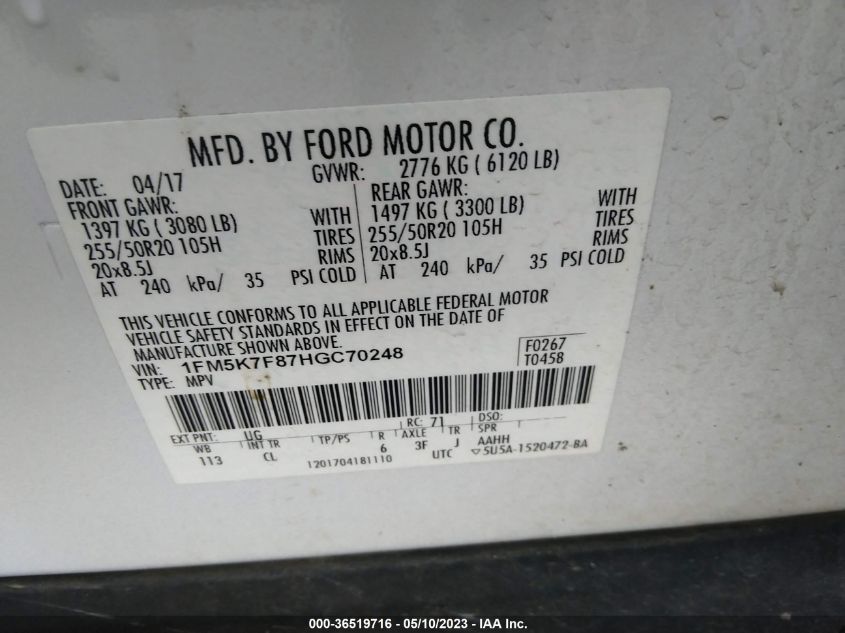 MFD. BY FORD MOTOR CO.
DATE: 04/17 GVWR: 2776 KG ( 6120 LB)
FRONT GAWR: REAR GAWR:
1397 KG ( 3080 LB) WITH 1497 KG ( 3300 LB) WITH
255/50R20 105H TIRES 255/50R20 105H TIRES
20x8.5J RIMS 20x8.5J RIMS
AT 240 kPa/ 35 PSI COLD AT 240 kPa/ 35 PSI COLD
THIS VEHICLE CONFORMS TO ALL APPLICABLE FEDERAL MOTOR
VEHICLE SAFETY STANDARDS IN EFFECT ON THE DATE OF
MANUFACTURE SHOWN ABOVE.
VIN: 1FM5K7F87HGC70248 F0267
TYPE: MPV T0458
EXT PNT: UG RC: 71 DSO:
WB INT TR TP/PS R AXLE TR SPR
113 CL 6 3F J AAHH
1201704181110 UTC ▽5U5A-1520472-BA
000-36519716 - 05/10/2023 - IAA Inc.